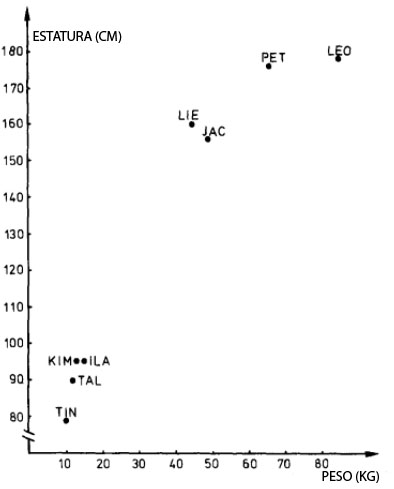 ESTATURA (CM)
180
LEO
PET
170
LIE
160
JAC
150
140
130
120
110
100
KIM ILA
90
TAL
80
TIN
10 20 30 40 50 60 70 80
PESO (KG)